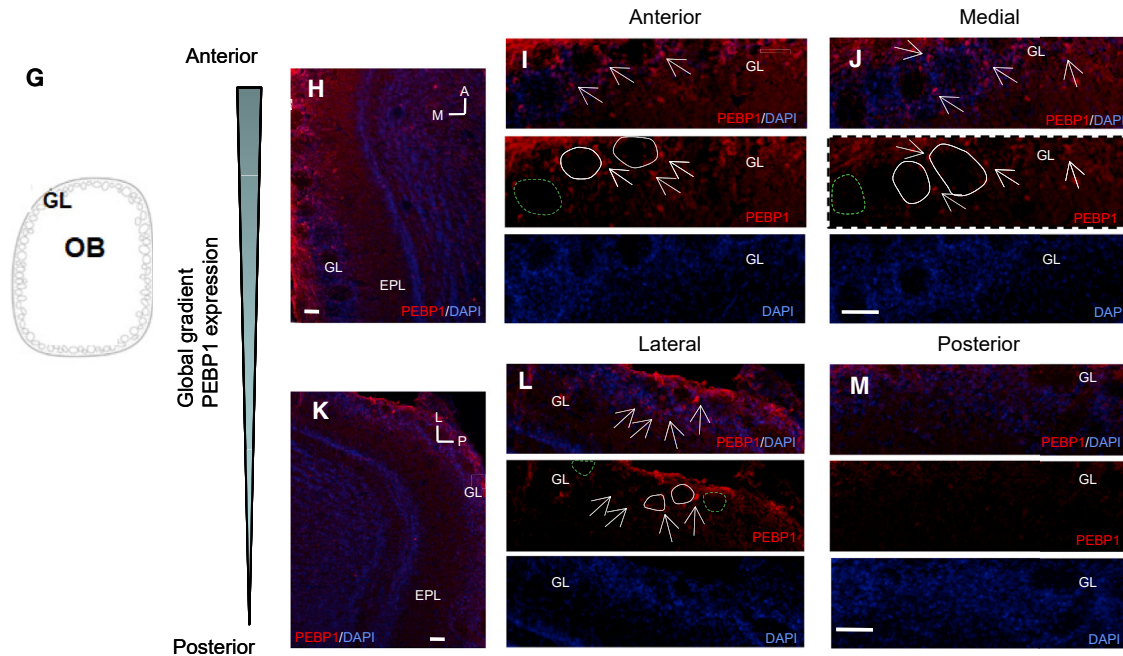 Anterior
Medial
Anterior
G
H
I
J
A
M
GL
GL
PEBP1/DAPI
PEBP1/DAPI
GL
OB
GL
GL
PEBP1
PEBP1
Global gradient
PEBP1 expression
GL
EPL
PEBP1/DAPI
GL
GL
DAPI
DAP
Lateral
Posterior
K
L
M
L
P
GL
GL
PEBP1/DAPI
PEBP1/DAPI
GL
GL
GL
PEBP1
PEBP1
EPL
PEBP1/DAPI
GL
GL
DAPI
DAPI
Posterior